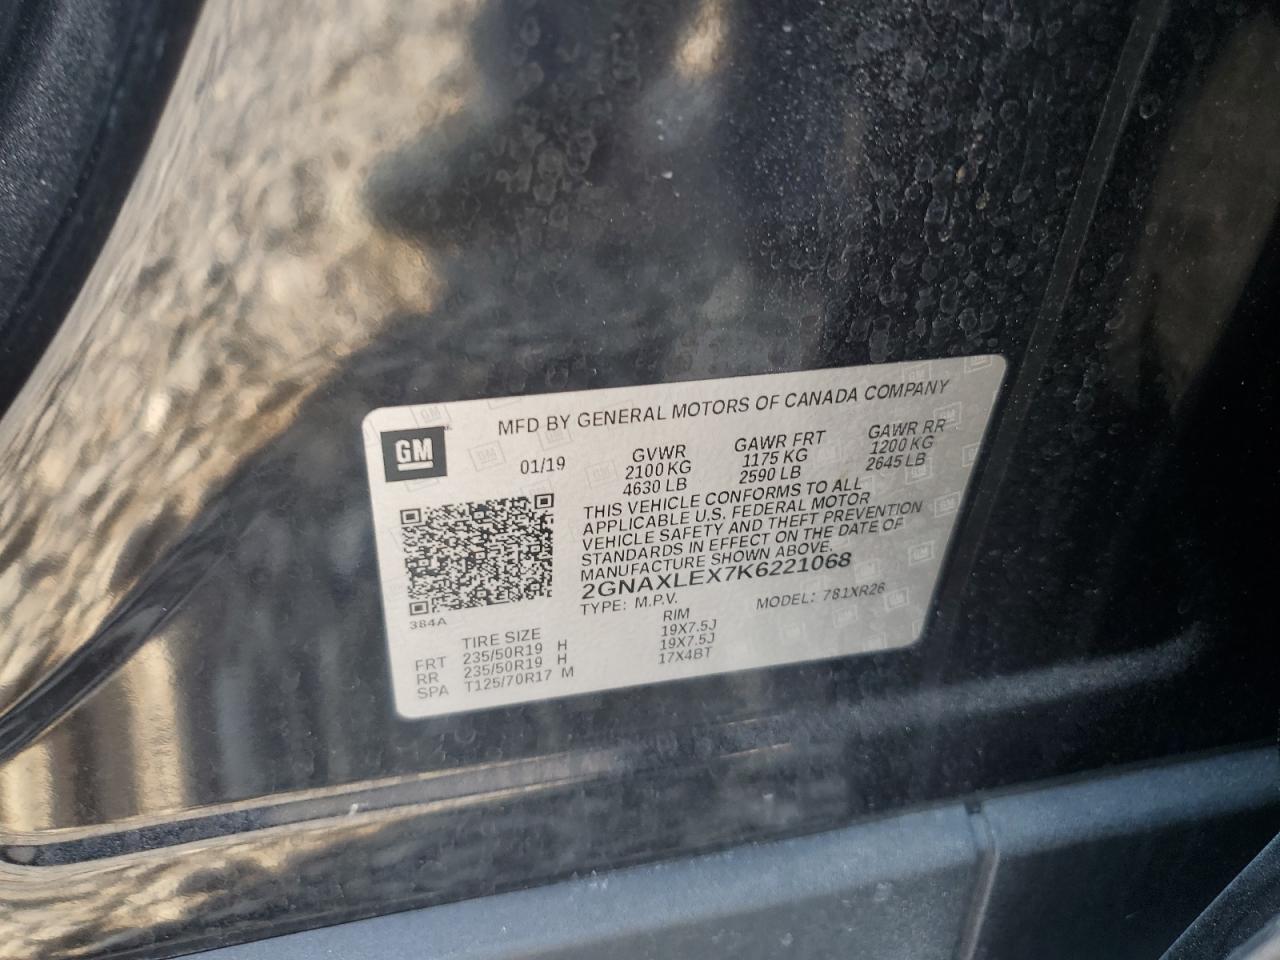 MFD BY GENERAL MOTORS OF CANADA COMPANY
GM
01/19
GVWR GAWR FRT GAWR RR
2100 KG 1175 KG 1200 KG
4630 LB 2590 LB 2645 LB
THIS VEHICLE CONFORMS TO ALL
APPLICABLE U.S. FEDERAL MOTOR
VEHICLE SAFETY AND THEFT PREVENTION
STANDARDS IN EFFECT ON THE DATE OF
MANUFACTURE SHOWN ABOVE.
2GNAXLEX7K6221068
TYPE: M.P.V. MODEL: 781XR26
384A
TIRE SIZE RIM
FRT 235/50R19 H 19X7.5J
RR 235/50R19 H 19X7.5J
SPA T125/70R17 M 17X4BT